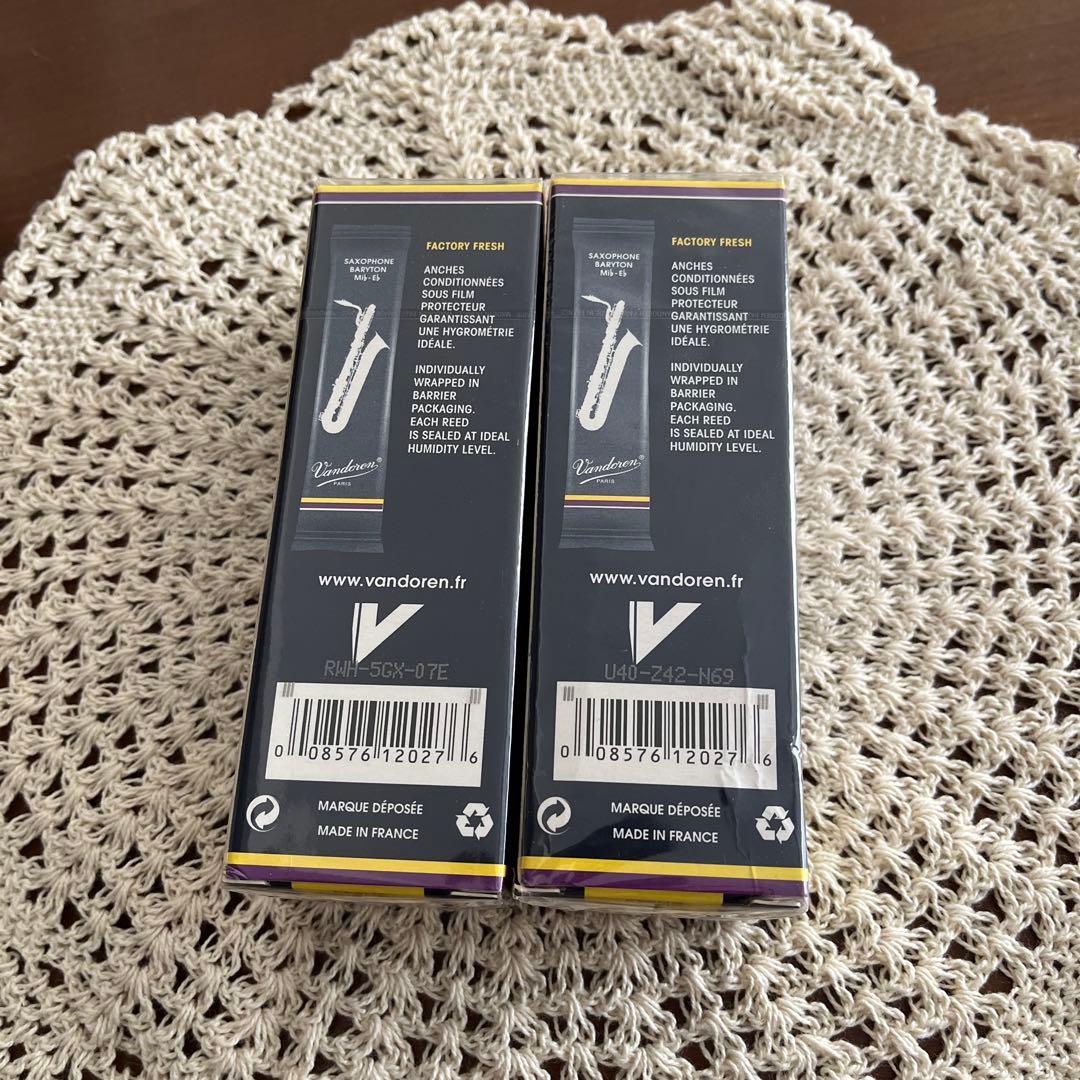 SAXOPHONE
BARYTON
Mi♭ - E♭
Vandoren®
PARIS
FACTORY FRESH
ANCHES
CONDITIONNÉES
SOUS FILM
PROTECTEUR
GARANTISSANT
UNE HYGROMÉTRIE
IDÉALE.
INDIVIDUALLY
WRAPPED IN
BARRIER
PACKAGING.
EACH REED
IS SEALED AT IDEAL
HUMIDITY LEVEL.
www.vandoren.fr
V
RWH-5GX-07E
0 08576 12027 6
MARQUE DÉPOSÉE
MADE IN FRANCE
SAXOPHONE
BARYTON
Mi♭ - E♭
Vandoren®
PARIS
FACTORY FRESH
ANCHES
CONDITIONNÉES
SOUS FILM
PROTECTEUR
GARANTISSANT
UNE HYGROMÉTRIE
IDÉALE.
INDIVIDUALLY
WRAPPED IN
BARRIER
PACKAGING.
EACH REED
IS SEALED AT IDEAL
HUMIDITY LEVEL.
www.vandoren.fr
V
U40-Z42-N69
0 08576 12027 6
MARQUE DÉPOSÉE
MADE IN FRANCE